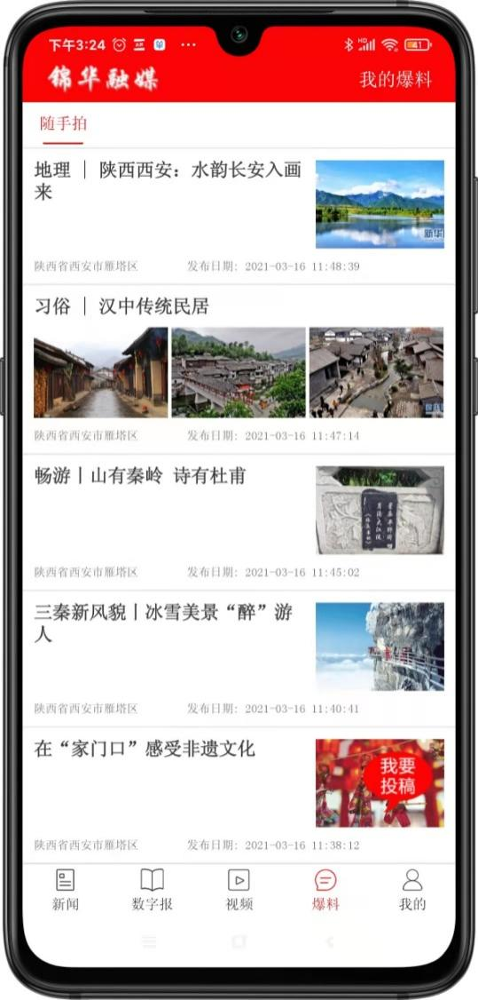 下午3:24
HD
41
锦华融媒
我的爆料
随手拍
地理 | 陕西西安：水韵长安入画
来
新华
陕西省西安市雁塔区 发布日期: 2021-03-16 11:48:39
习俗 | 汉中传统民居
陕西省西安市雁塔区 发布日期: 2021-03-16 11:47:14
畅游丨山有秦岭 诗有杜甫
陕西省西安市雁塔区 发布日期: 2021-03-16 11:45:02
三秦新风貌丨冰雪美景“醉”游
人
陕西省西安市雁塔区 发布日期: 2021-03-16 11:40:41
在“家门口”感受非遗文化
我要
投稿
陕西省西安市雁塔区 发布日期: 2021-03-16 11:38:12
新闻
数字报
视频
爆料
我的